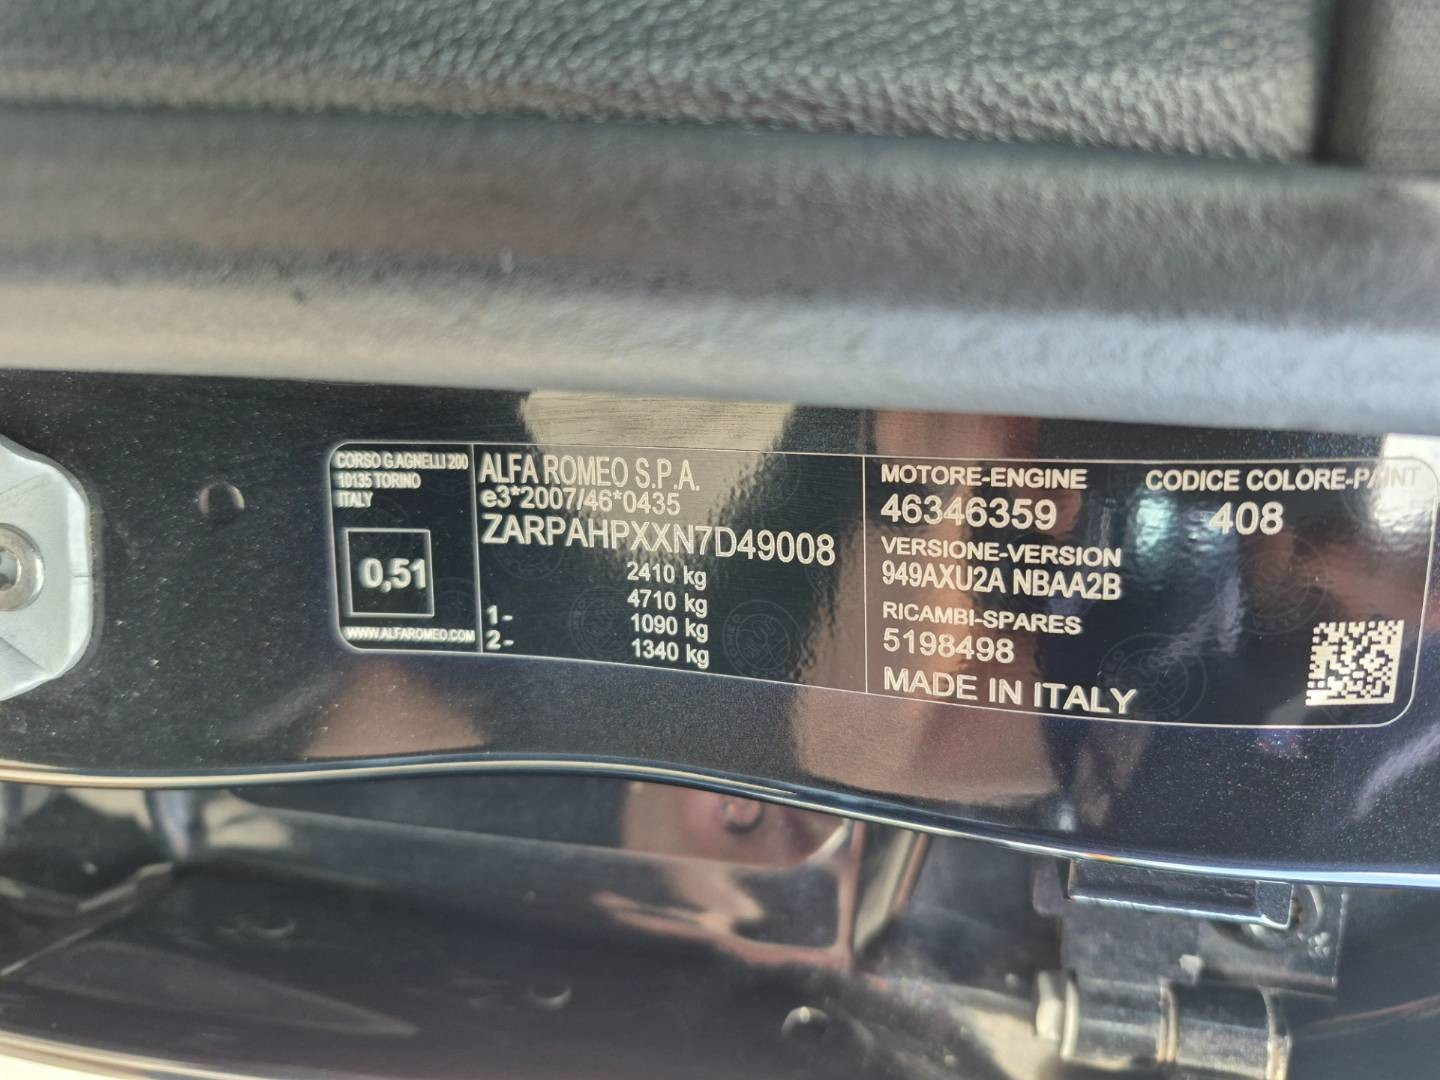 CORSO G.AGNELLI 200
10135 TORINO
ITALY
0,51
WWW.ALFAROMEO.COM
ALFA ROMEO S.P.A.
e3*2007/46*0435
ZARPAHPXXN7D49008
2410 kg
4710 kg
1- 1090 kg
2- 1340 kg
MOTORE-ENGINE
46346359
VERSIONE-VERSION
949AXU2A NBAA2B
RICAMBI-SPARES
5198498
MADE IN ITALY
CODICE COLORE-PAINT
408